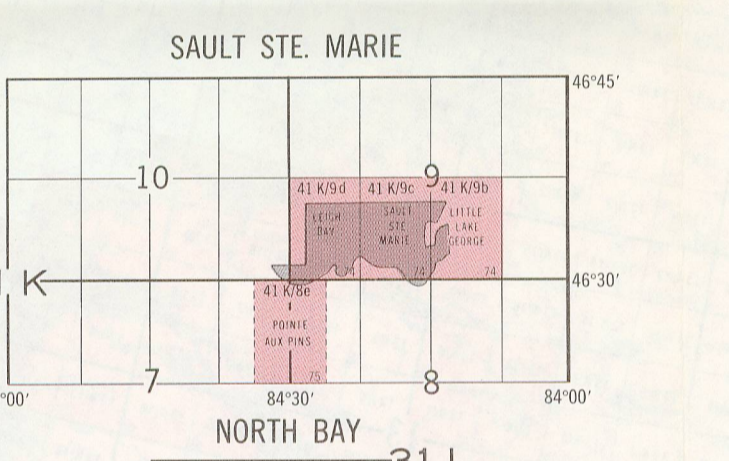 SAULT STE. MARIE
46°45'
10
9
41 K/9d
41 K/9c
41 K/9b
LEIGH
BAY
SAULT
STE
MARIE
LITTLE
LAKE
GEORGE
74
74
74
K
46°30'
41 K/8e
POINTE
AUX PINS
75
7
8
°00'
84°30'
84°00'
NORTH BAY